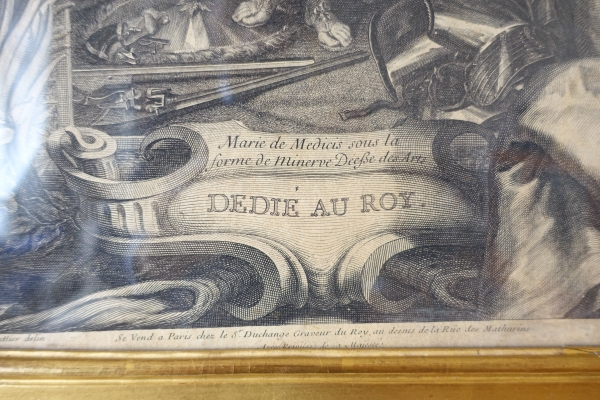 Marie de Medicis sous la
forme de Minerve Deeſse des Arts
DEDIÉ AU ROY.
delin
Se Vend a Paris chez le Sr. Duchange Graveur du Roy, au dessus de la Rüe des Mathurins